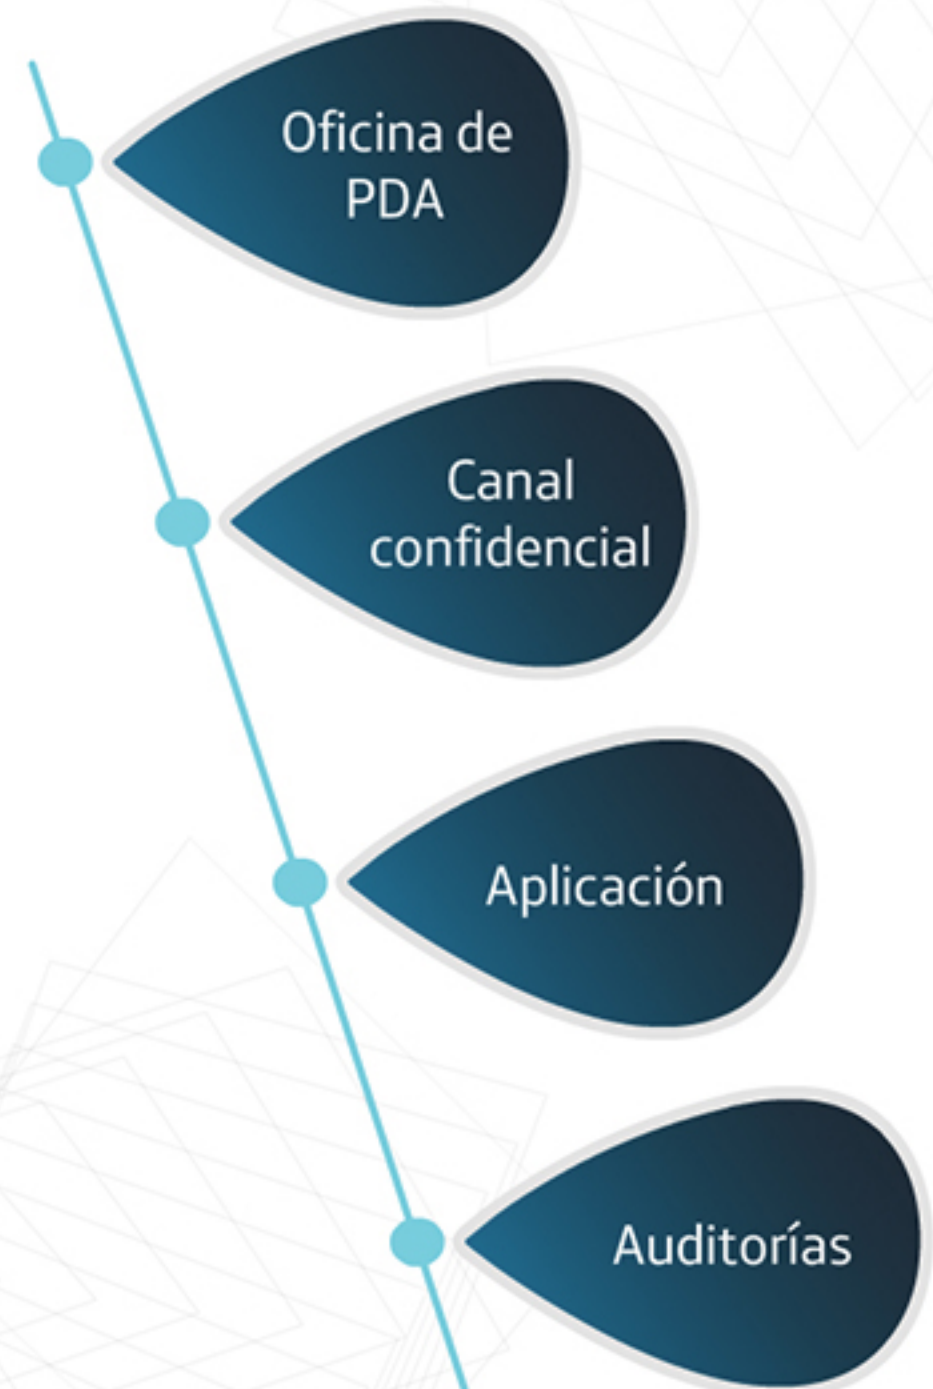 Oficina de
PDA
Canal
confidencial
Aplicación
Auditorías